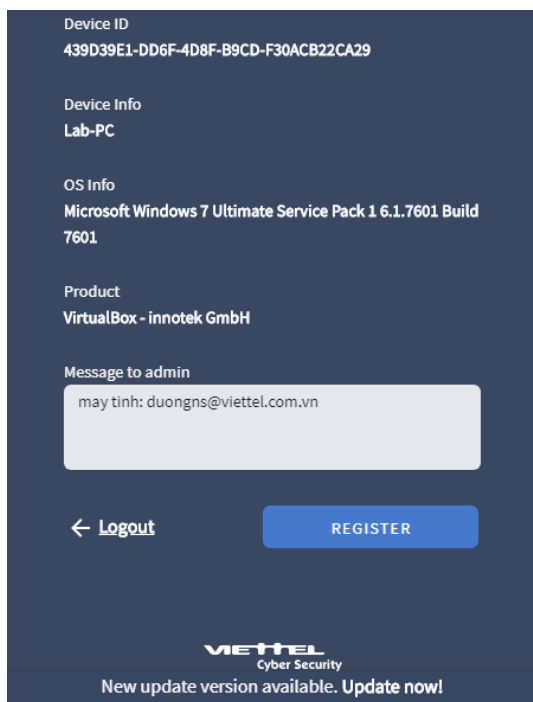 Device ID
439D39E1-DD6F-4D8F-B9CD-F30ACB22CA29
Device Info
Lab-PC
OS Info
Microsoft Windows 7 Ultimate Service Pack 1 6.1.7601 Build
7601
Product
VirtualBox - innotek GmbH
Message to admin
may tinh: duongns@viettel.com.vn
← Logout
REGISTER
VIETTEL
Cyber Security
New update version available. Update now!